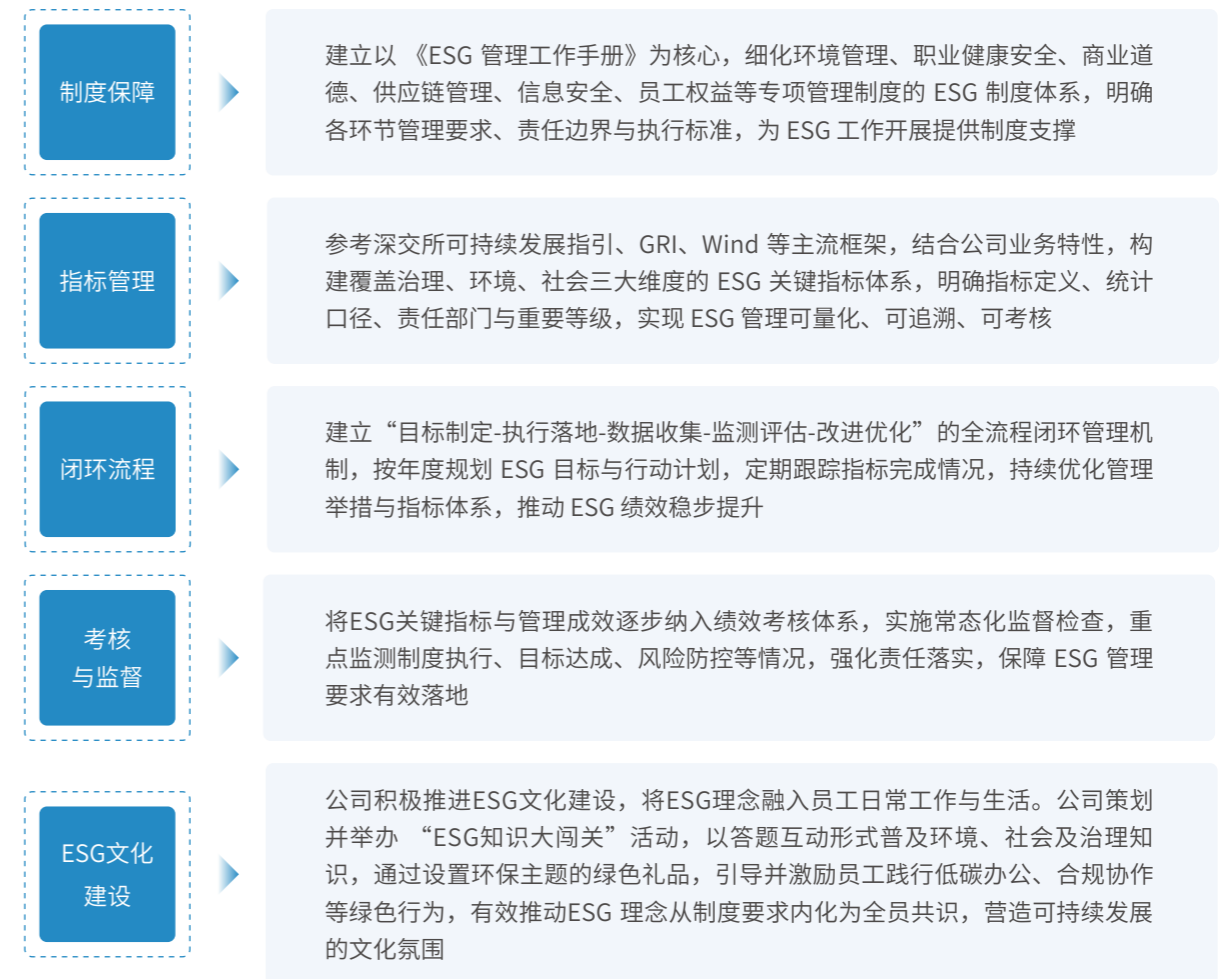 制度保障
建立以 《ESG 管理工作手册》为核心，细化环境管理、职业健康安全、商业道
德、供应链管理、信息安全、员工权益等专项管理制度的 ESG 制度体系，明确
各环节管理要求、责任边界与执行标准，为 ESG 工作开展提供制度支撑
指标管理
参考深交所可持续发展指引、GRI、Wind 等主流框架，结合公司业务特性，构
建覆盖治理、环境、社会三大维度的 ESG 关键指标体系，明确指标定义、统计
口径、责任部门与重要等级，实现 ESG 管理可量化、可追溯、可考核
闭环流程
建立“目标制定-执行落地-数据收集-监测评估-改进优化”的全流程闭环管理机
制，按年度规划 ESG 目标与行动计划，定期跟踪指标完成情况，持续优化管理
举措与指标体系，推动 ESG 绩效稳步提升
考核
与监督
将ESG关键指标与管理成效逐步纳入绩效考核体系，实施常态化监督检查，重
点监测制度执行、目标达成、风险防控等情况，强化责任落实，保障 ESG 管理
要求有效落地
ESG文化
建设
公司积极推进ESG文化建设，将ESG理念融入员工日常工作与生活。公司策划
并举办 “ESG知识大闯关”活动，以答题互动形式普及环境、社会及治理知
识，通过设置环保主题的绿色礼品，引导并激励员工践行低碳办公、合规协作
等绿色行为，有效推动ESG 理念从制度要求内化为全员共识，营造可持续发展
的文化氛围